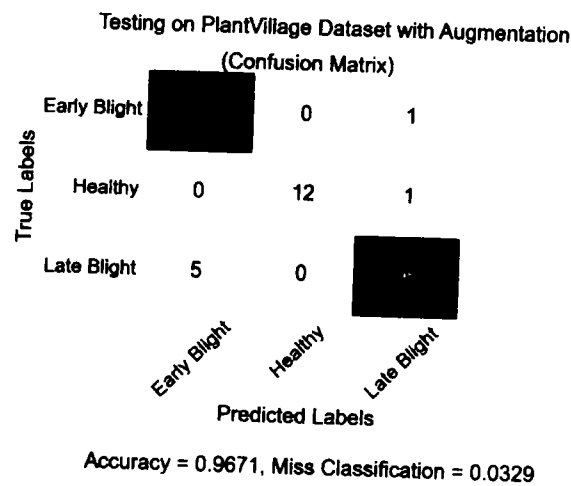 Testing on PlantVillage Dataset with Augmentation
(Confusion Matrix)
Early Blight 0 1
Healthy 0 12 1
Late Blight 5 0
True Labels
Early Blight Healthy Late Blight
Predicted Labels
Accuracy = 0.9671, Miss Classification = 0.0329